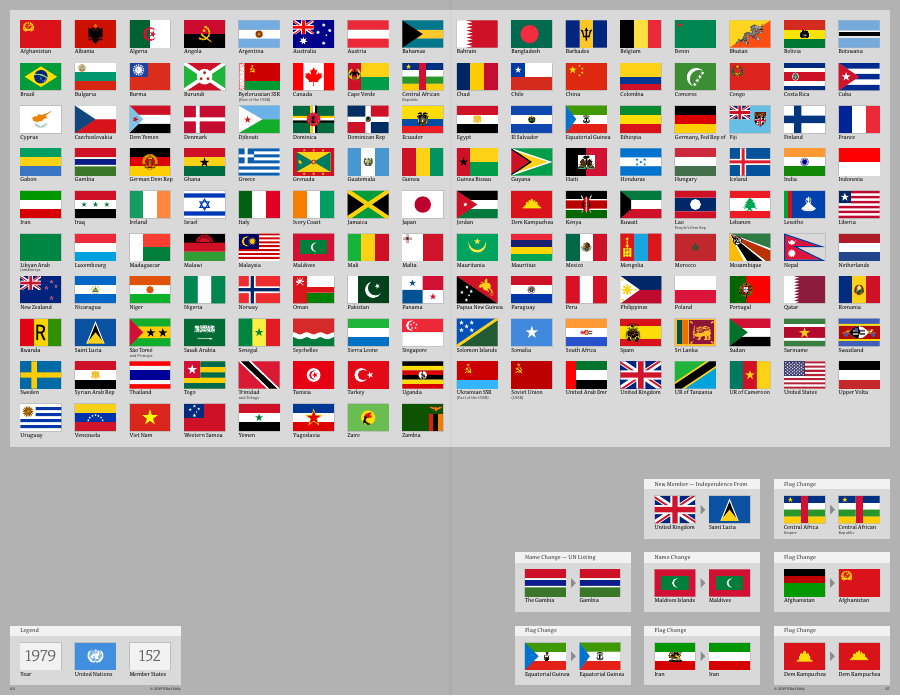 Afghanistan Albania Algeria Angola Argentina Australia Austria Bahamas Bahrain Bangladesh Barbados Belgium Benin Bhutan Bolivia Botswana
Brazil Bulgaria Burma Burundi Byelorussian SSR Canada Cape Verde Central African Chad Chile China Colombia Comoros Congo Costa Rica Cuba
(Part of the USSR) Republic
Cyprus Czechoslovakia Dem Yemen Denmark Djibouti Dominica Dominican Rep Ecuador Egypt El Salvador Equatorial Guinea Ethiopia Germany, Fed Rep of Fiji Finland France
Gabon Gambia German Dem Rep Ghana Greece Grenada Guatemala Guinea Guinea Bissau Guyana Haiti Honduras Hungary Iceland India Indonesia
Iran Iraq Ireland Israel Italy Ivory Coast Jamaica Japan Jordan Dem Kampuchea Kenya Kuwait Lao Lebanon Lesotho Liberia
People's Dem Rep
Libyan Arab Luxembourg Madagascar Malawi Malaysia Maldives Mali Malta Mauritania Mauritius Mexico Mongolia Morocco Mozambique Nepal Netherlands
Jamahiriya
New Zealand Nicaragua Niger Nigeria Norway Oman Pakistan Panama Papua New Guinea Paraguay Peru Philippines Poland Portugal Qatar Romania
Rwanda Saint Lucia São Tomé Saudi Arabia Senegal Seychelles Sierra Leone Singapore Solomon Islands Somalia South Africa Spain Sri Lanka Sudan Suriname Swaziland
and Príncipe
Sweden Syrian Arab Rep Thailand Togo Trinidad Tunisia Turkey Uganda Ukrainian SSR Soviet Union United Arab Emr United Kingdom UR of Tanzania UR of Cameroon United States Upper Volta
and Tobago (Part of the USSR) (USSR)
Uruguay Venezuela Viet Nam Western Samoa Yemen Yugoslavia Zaire Zambia
New Member — Independence From
United Kingdom Saint Lucia
Flag Change
Central Africa Central African
Empire Republic
Name Change — UN Listing
The Gambia Gambia
Name Change
Maldives Islands Maldives
Flag Change
Afghanistan Afghanistan
Legend
1979 152
Year United Nations Member States
Flag Change
Equatorial Guinea Equatorial Guinea
Flag Change
Iran Iran
Flag Change
Dem Kampuchea Dem Kampuchea